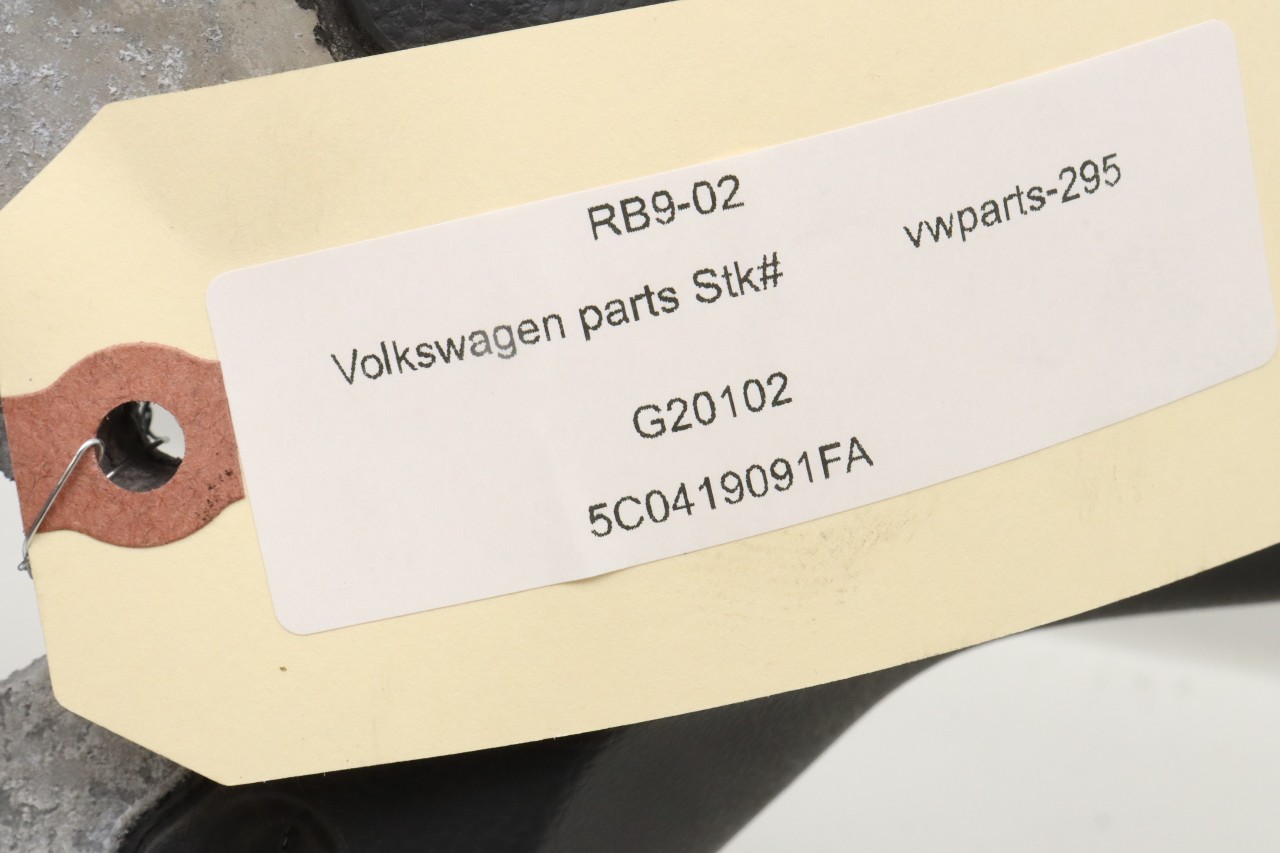 RB9-02
Volkswagen parts Stk# vwparts-295
G20102
5C0419091FA